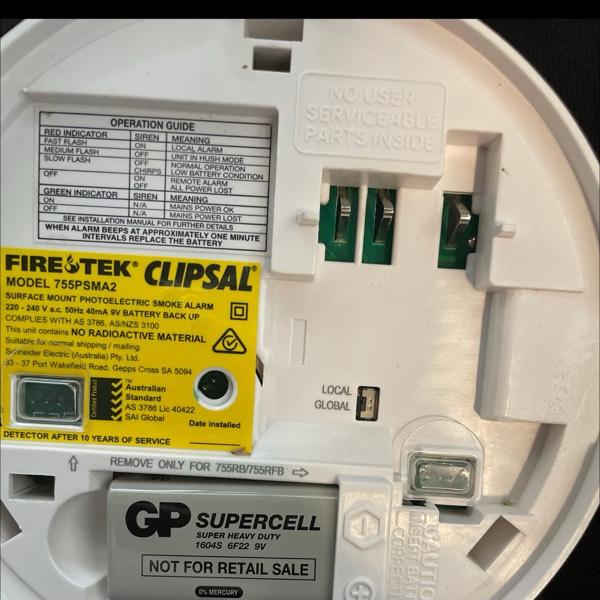 NO USER
SERVICEABLE
PARTS INSIDE
OPERATION GUIDE
RED INDICATOR SIREN MEANING
FAST FLASH ON LOCAL ALARM
MEDIUM FLASH OFF UNIT IN HUSH MODE
SLOW FLASH OFF NORMAL OPERATION
CHIRPS LOW BATTERY CONDITION
OFF ON REMOTE ALARM
OFF ALL POWER LOST
GREEN INDICATOR SIREN MEANING
ON N/A MAINS POWER OK
OFF N/A MAINS POWER LOST
SEE INSTALLATION MANUAL FOR FURTHER DETAILS
WHEN ALARM BEEPS AT APPROXIMATELY ONE MINUTE
INTERVALS REPLACE THE BATTERY
FIRETEK® CLIPSAL®
MODEL 755PSMA2
SURFACE MOUNT PHOTOELECTRIC SMOKE ALARM
220 - 240 V a.c. 50Hz 40mA 9V BATTERY BACK UP
COMPLIES WITH AS 3786, AS/NZS 3100
This unit contains NO RADIOACTIVE MATERIAL
Suitable for normal shipping / mailing
Schneider Electric (Australia) Pty. Ltd.
33 - 37 Port Wakefield Road, Gepps Cross SA 5094
Certified Product
™
Australian
Standard
AS 3786 Lic 40422
SAI Global
Date installed
DETECTOR AFTER 10 YEARS OF SERVICE
LOCAL
GLOBAL
REMOVE ONLY FOR 755RB/755RFB
GP SUPERCELL
SUPER HEAVY DUTY
1604S 6F22 9V
NOT FOR RETAIL SALE
0% MERCURY
CAUTION
INSERT BATT
CORRECT